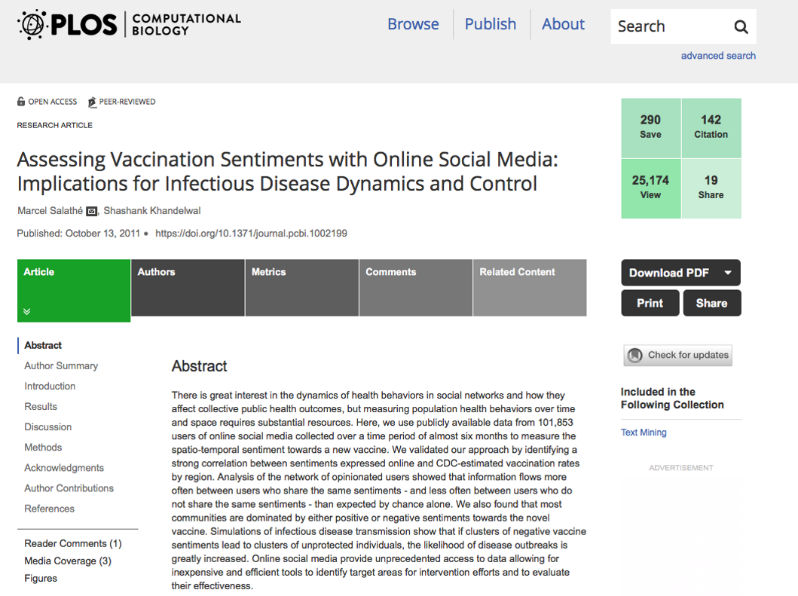 PLOS COMPUTATIONAL BIOLOGY
Browse
Publish
About
Search
advanced search
OPEN ACCESS PEER-REVIEWED
RESEARCH ARTICLE
Assessing Vaccination Sentiments with Online Social Media:
Implications for Infectious Disease Dynamics and Control
Marcel Salathé, Shashank Khandelwal
Published: October 13, 2011 • https://doi.org/10.1371/journal.pcbi.1002199
290
Save
142
Citation
25,174
View
19
Share
Article
Authors
Metrics
Comments
Related Content
Download PDF
Print
Share
Check for updates
Included in the
Following Collection
Text Mining
ADVERTISEMENT
Abstract
Author Summary
Introduction
Results
Discussion
Methods
Acknowledgments
Author Contributions
References
Reader Comments (1)
Media Coverage (3)
Figures
Abstract
There is great interest in the dynamics of health behaviors in social networks and how they
affect collective public health outcomes, but measuring population health behaviors over time
and space requires substantial resources. Here, we use publicly available data from 101,853
users of online social media collected over a time period of almost six months to measure the
spatio-temporal sentiment towards a new vaccine. We validated our approach by identifying a
strong correlation between sentiments expressed online and CDC-estimated vaccination rates
by region. Analysis of the network of opinionated users showed that information flows more
often between users who share the same sentiments - and less often between users who do
not share the same sentiments - than expected by chance alone. We also found that most
communities are dominated by either positive or negative sentiments towards the novel
vaccine. Simulations of infectious disease transmission show that if clusters of negative vaccine
sentiments lead to clusters of unprotected individuals, the likelihood of disease outbreaks is
greatly increased. Online social media provide unprecedented access to data allowing for
inexpensive and efficient tools to identify target areas for intervention efforts and to evaluate
their effectiveness.